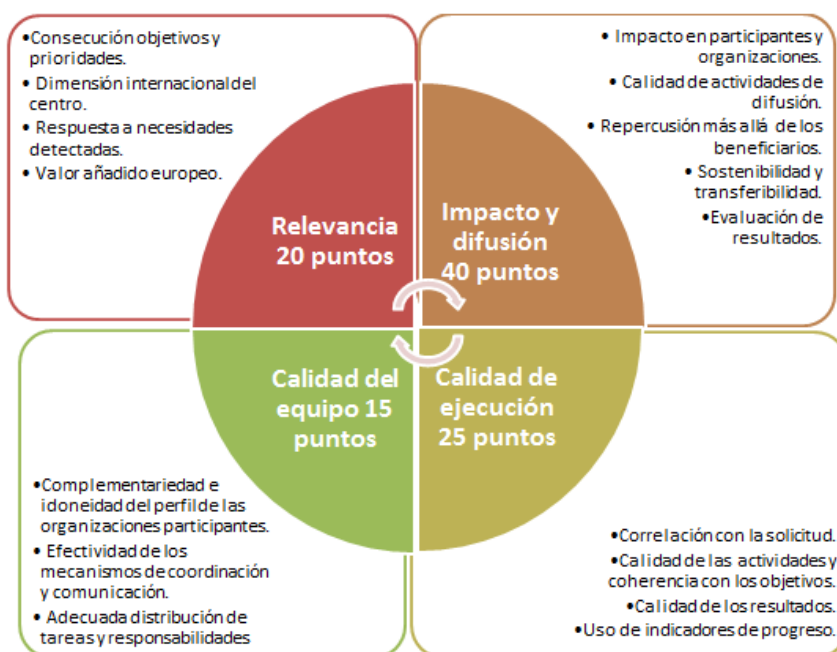 •Consecución objetivos y
prioridades.
• Dimensión internacional del
centro.
• Respuesta a necesidades
detectadas.
• Valor añadido europeo.
• Impacto en participantes y
organizaciones.
• Calidad de actividades de
difusión.
• Repercusión más allá de los
beneficiarios.
• Sostenibilidad y
transferibilidad.
•Evaluación de
resultados.
Relevancia
20 puntos
Impacto y
difusión
40 puntos
Calidad del
equipo 15
puntos
Calidad de
ejecución
25 puntos
•Complementariedad e
idoneidad del perfil de las
organizaciones participantes.
• Efectividad de los
mecanismos de coordinación
y comunicación.
• Adecuada distribución de
tareas y responsabilidades
•Correlación con la solicitud.
•Calidad de las actividades y
coherencia con los objetivos.
•Calidad de los resultados.
•Uso de indicadores de progreso.